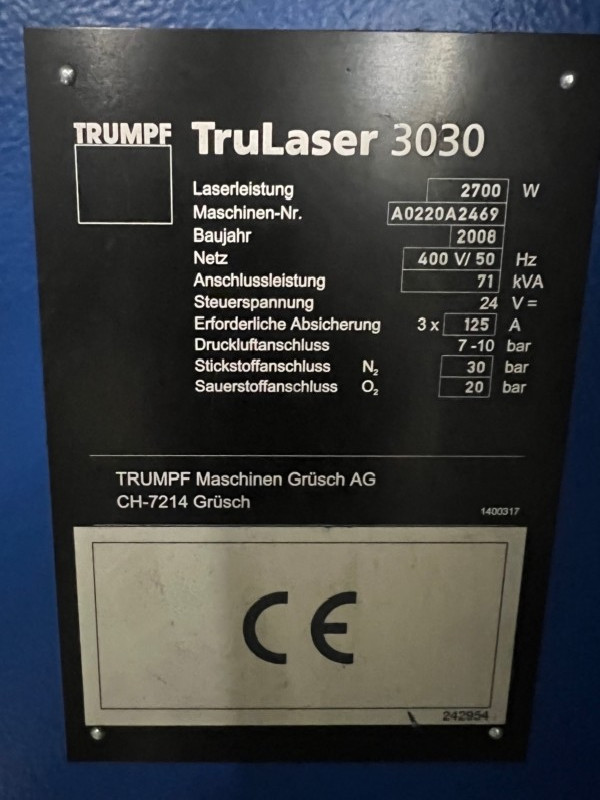 TRUMPF TruLaser 3030
Laserleistung 2700 W
Maschinen-Nr. A0220A2469
Baujahr 2008
Netz 400 V/ 50 Hz
Anschlussleistung 71 kVA
Steuerspannung 24 V =
Erforderliche Absicherung 3 x 125 A
Druckluftanschluss 7 -10 bar
Stickstoffanschluss N₂ 30 bar
Sauerstoffanschluss O₂ 20 bar
TRUMPF Maschinen Grüsch AG
CH-7214 Grüsch
1400317
CE
242954